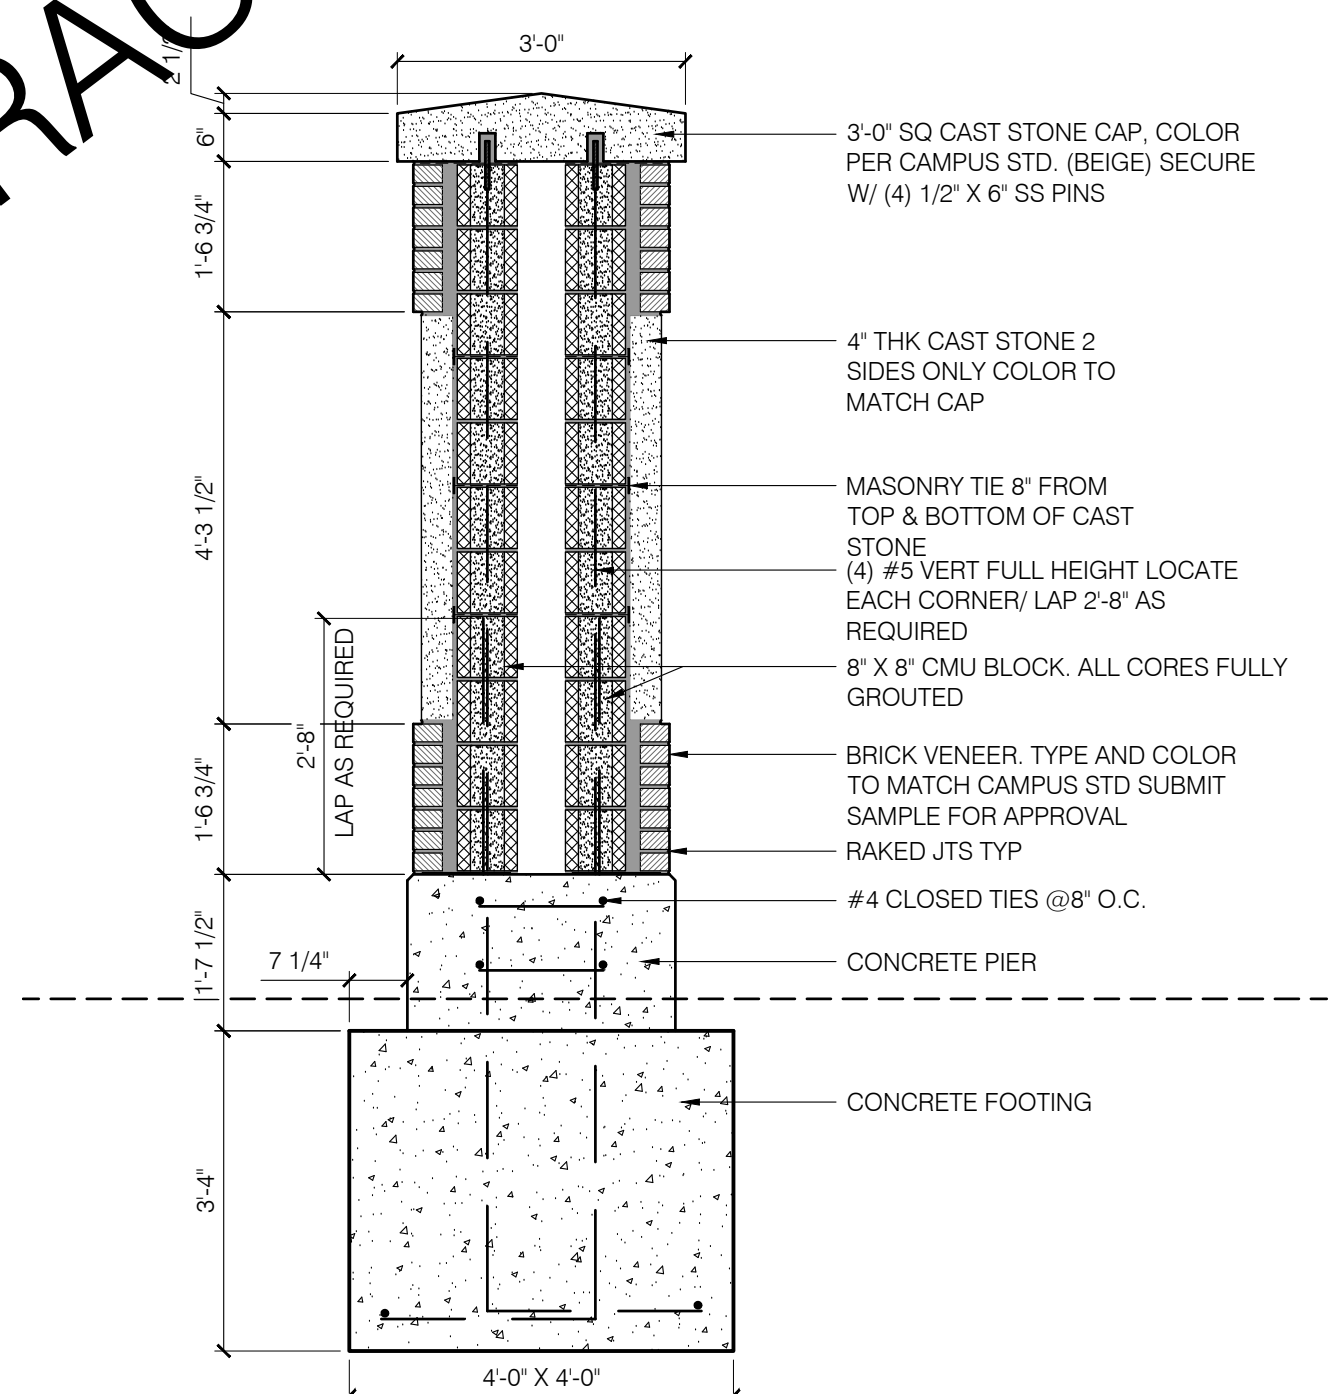 RAC
3'-0"
2 1/
6"
3'-0" SQ CAST STONE CAP, COLOR
PER CAMPUS STD. (BEIGE) SECURE
W/ (4) 1/2" X 6" SS PINS
1'-6 3/4"
4" THK CAST STONE 2
SIDES ONLY COLOR TO
MATCH CAP
4'-3 1/2"
MASONRY TIE 8" FROM
TOP & BOTTOM OF CAST
STONE
(4) #5 VERT FULL HEIGHT LOCATE
EACH CORNER/ LAP 2'-8" AS
REQUIRED
8" X 8" CMU BLOCK. ALL CORES FULLY
GROUTED
2'-8"
LAP AS REQUIRED
BRICK VENEER. TYPE AND COLOR
TO MATCH CAMPUS STD SUBMIT
SAMPLE FOR APPROVAL
1'-6 3/4"
RAKED JTS TYP
#4 CLOSED TIES @8" O.C.
1'-7 1/2"
7 1/4"
CONCRETE PIER
CONCRETE FOOTING
3'-4"
4'-0" X 4'-0"